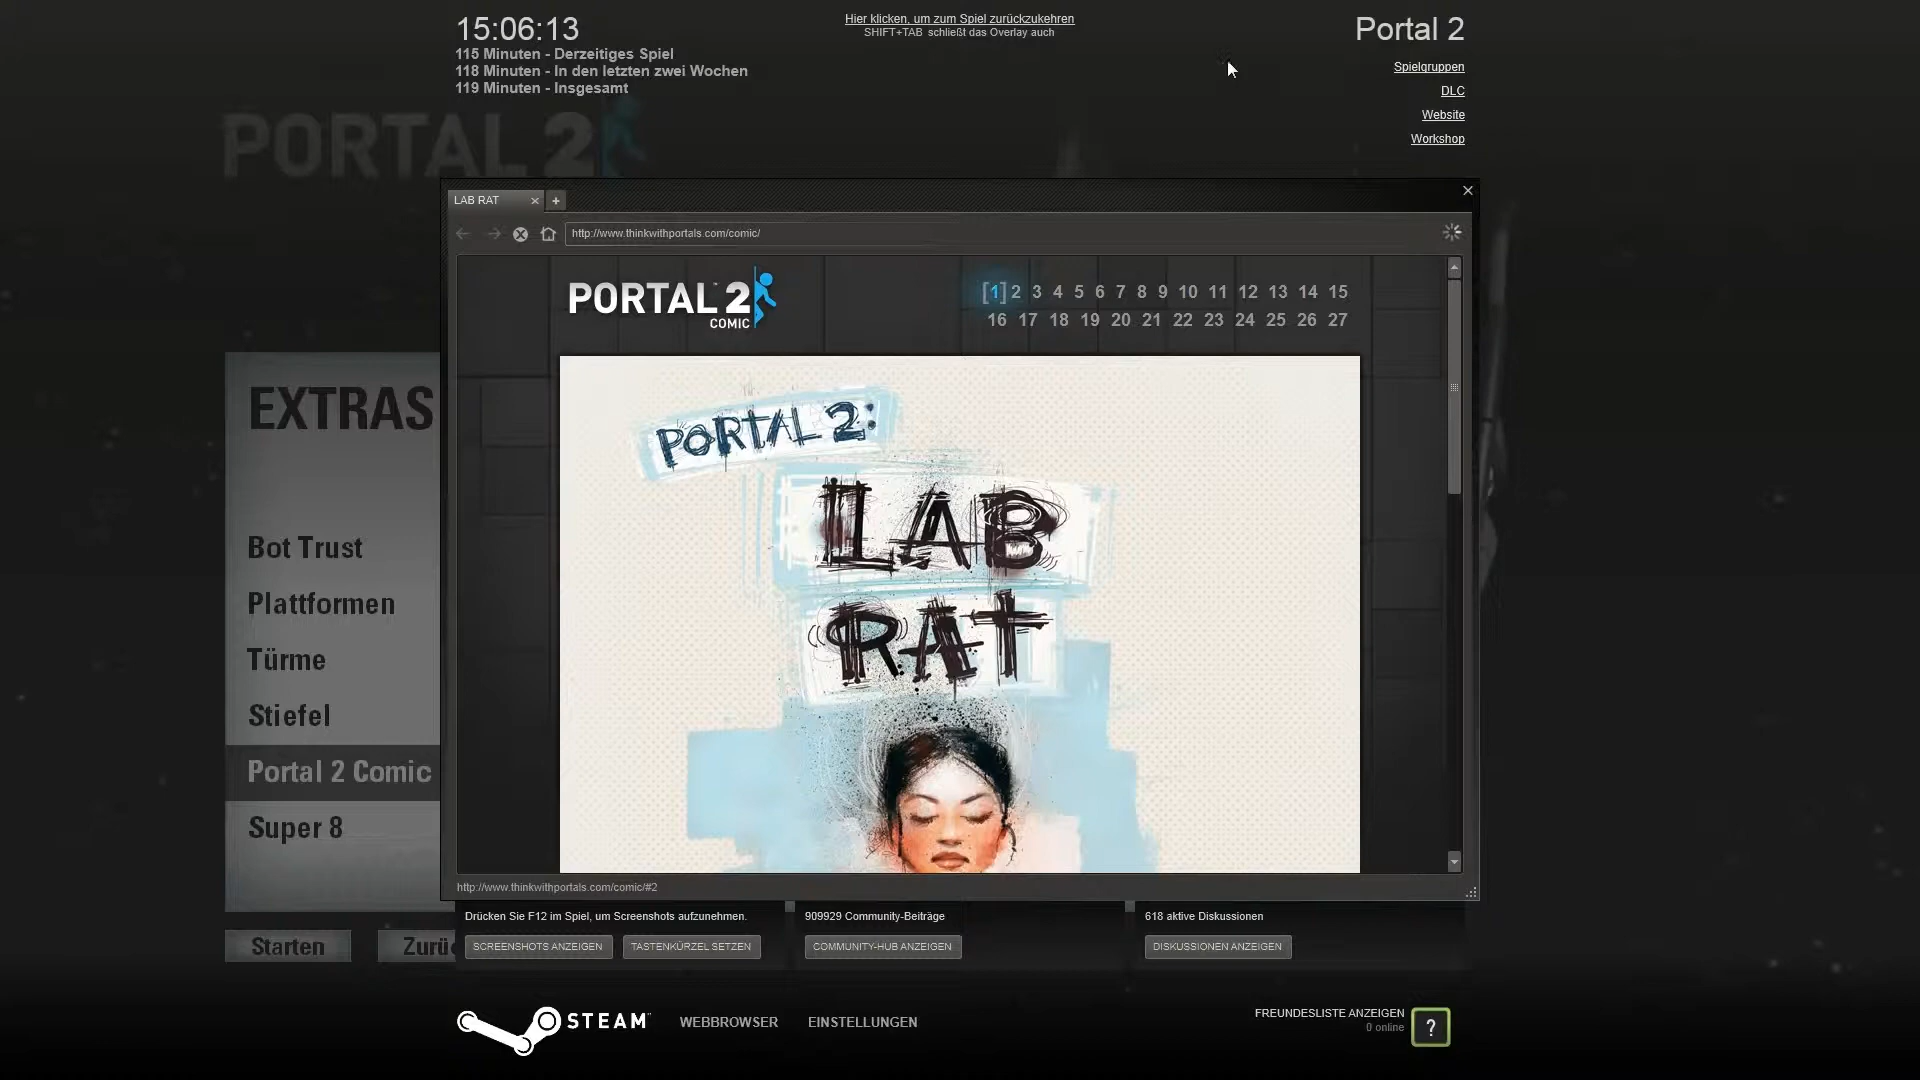 15:06:13
115 Minuten - Derzeitiges Spiel
118 Minuten - In den letzten zwei Wochen
119 Minuten - Insgesamt
Hier klicken, um zum Spiel zurückzukehren
SHIFT+TAB schließt das Overlay auch
Portal 2
Spielgruppen
DLC
Website
Workshop
PORTAL 2
LAB RAT
http://www.thinkwithportals.com/comic/
PORTAL 2
COMIC
[1] 2 3 4 5 6 7 8 9 10 11 12 13 14 15
16 17 18 19 20 21 22 23 24 25 26 27
PORTAL 2:
LAB
RAT
EXTRAS
Bot Trust
Plattformen
Türme
Stiefel
Portal 2 Comic
Super 8
http://www.thinkwithportals.com/comic/#2
Drücken Sie F12 im Spiel, um Screenshots aufzunehmen.
909929 Community-Beiträge
618 aktive Diskussionen
Starten
Zurüc
SCREENSHOTS ANZEIGEN
TASTENKÜRZEL SETZEN
COMMUNITY-HUB ANZEIGEN
DISKUSSIONEN ANZEIGEN
STEAM
WEBBROWSER
EINSTELLUNGEN
FREUNDESLISTE ANZEIGEN
0 online
?